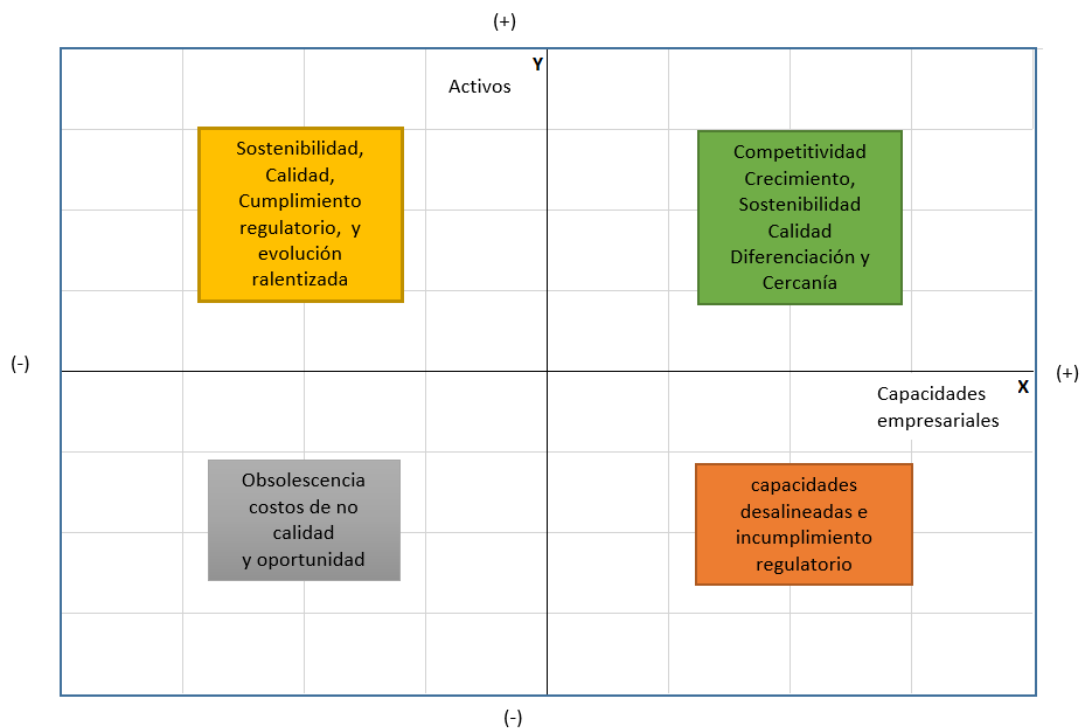 (+)
Y
Activos
Sostenibilidad,
Calidad,
Cumplimiento
regulatorio,  y
evolución
ralentizada
Competitividad
Crecimiento,
Sostenibilidad
Calidad
Diferenciación y
Cercanía
(-)
(+)
X
Capacidades
empresariales
Obsolescencia
costos de no
calidad
y oportunidad
capacidades
desalineadas e
incumplimiento
regulatorio
(-)